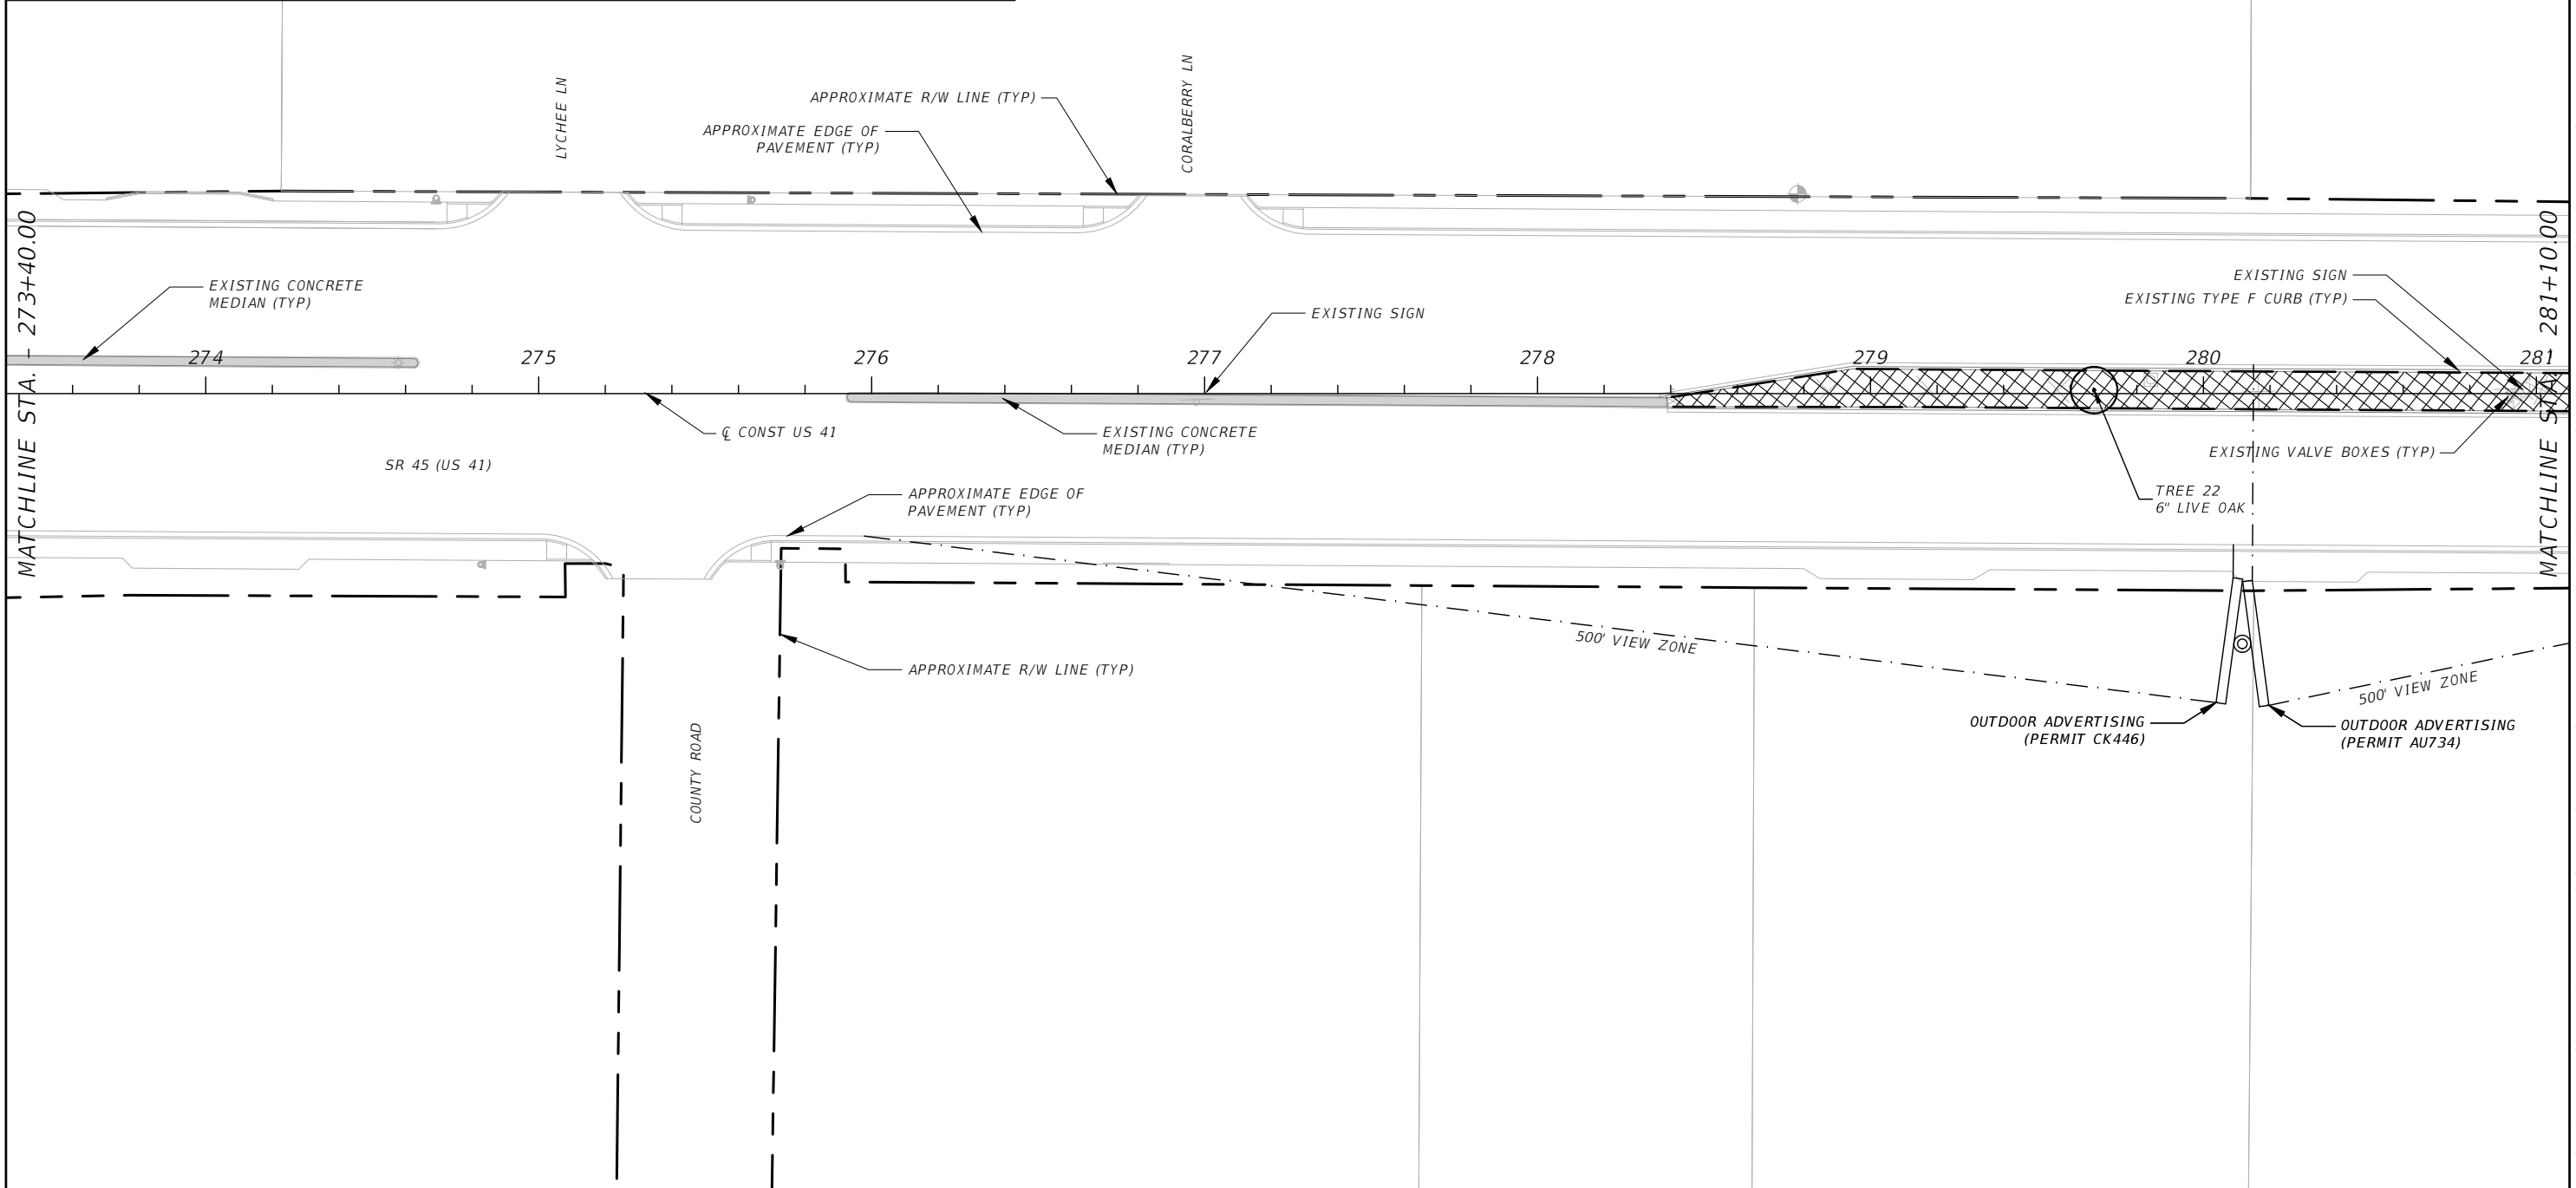 LYCHEE LN
CORALBERRY LN
APPROXIMATE R/W LINE (TYP)
APPROXIMATE EDGE OF
PAVEMENT (TYP)
MATCHLINE STA. - 273+40.00
EXISTING CONCRETE
MEDIAN (TYP)
EXISTING SIGN
EXISTING SIGN
EXISTING TYPE F CURB (TYP)
274
275
276
277
278
279
280
281
MATCHLINE STA. - 281+10.00
℄ CONST US 41
EXISTING CONCRETE
MEDIAN (TYP)
EXISTING VALVE BOXES (TYP)
SR 45 (US 41)
TREE 22
6" LIVE OAK
APPROXIMATE EDGE OF
PAVEMENT (TYP)
500' VIEW ZONE
APPROXIMATE R/W LINE (TYP)
500' VIEW ZONE
OUTDOOR ADVERTISING
(PERMIT CK446)
OUTDOOR ADVERTISING
(PERMIT AU734)
COUNTY ROAD